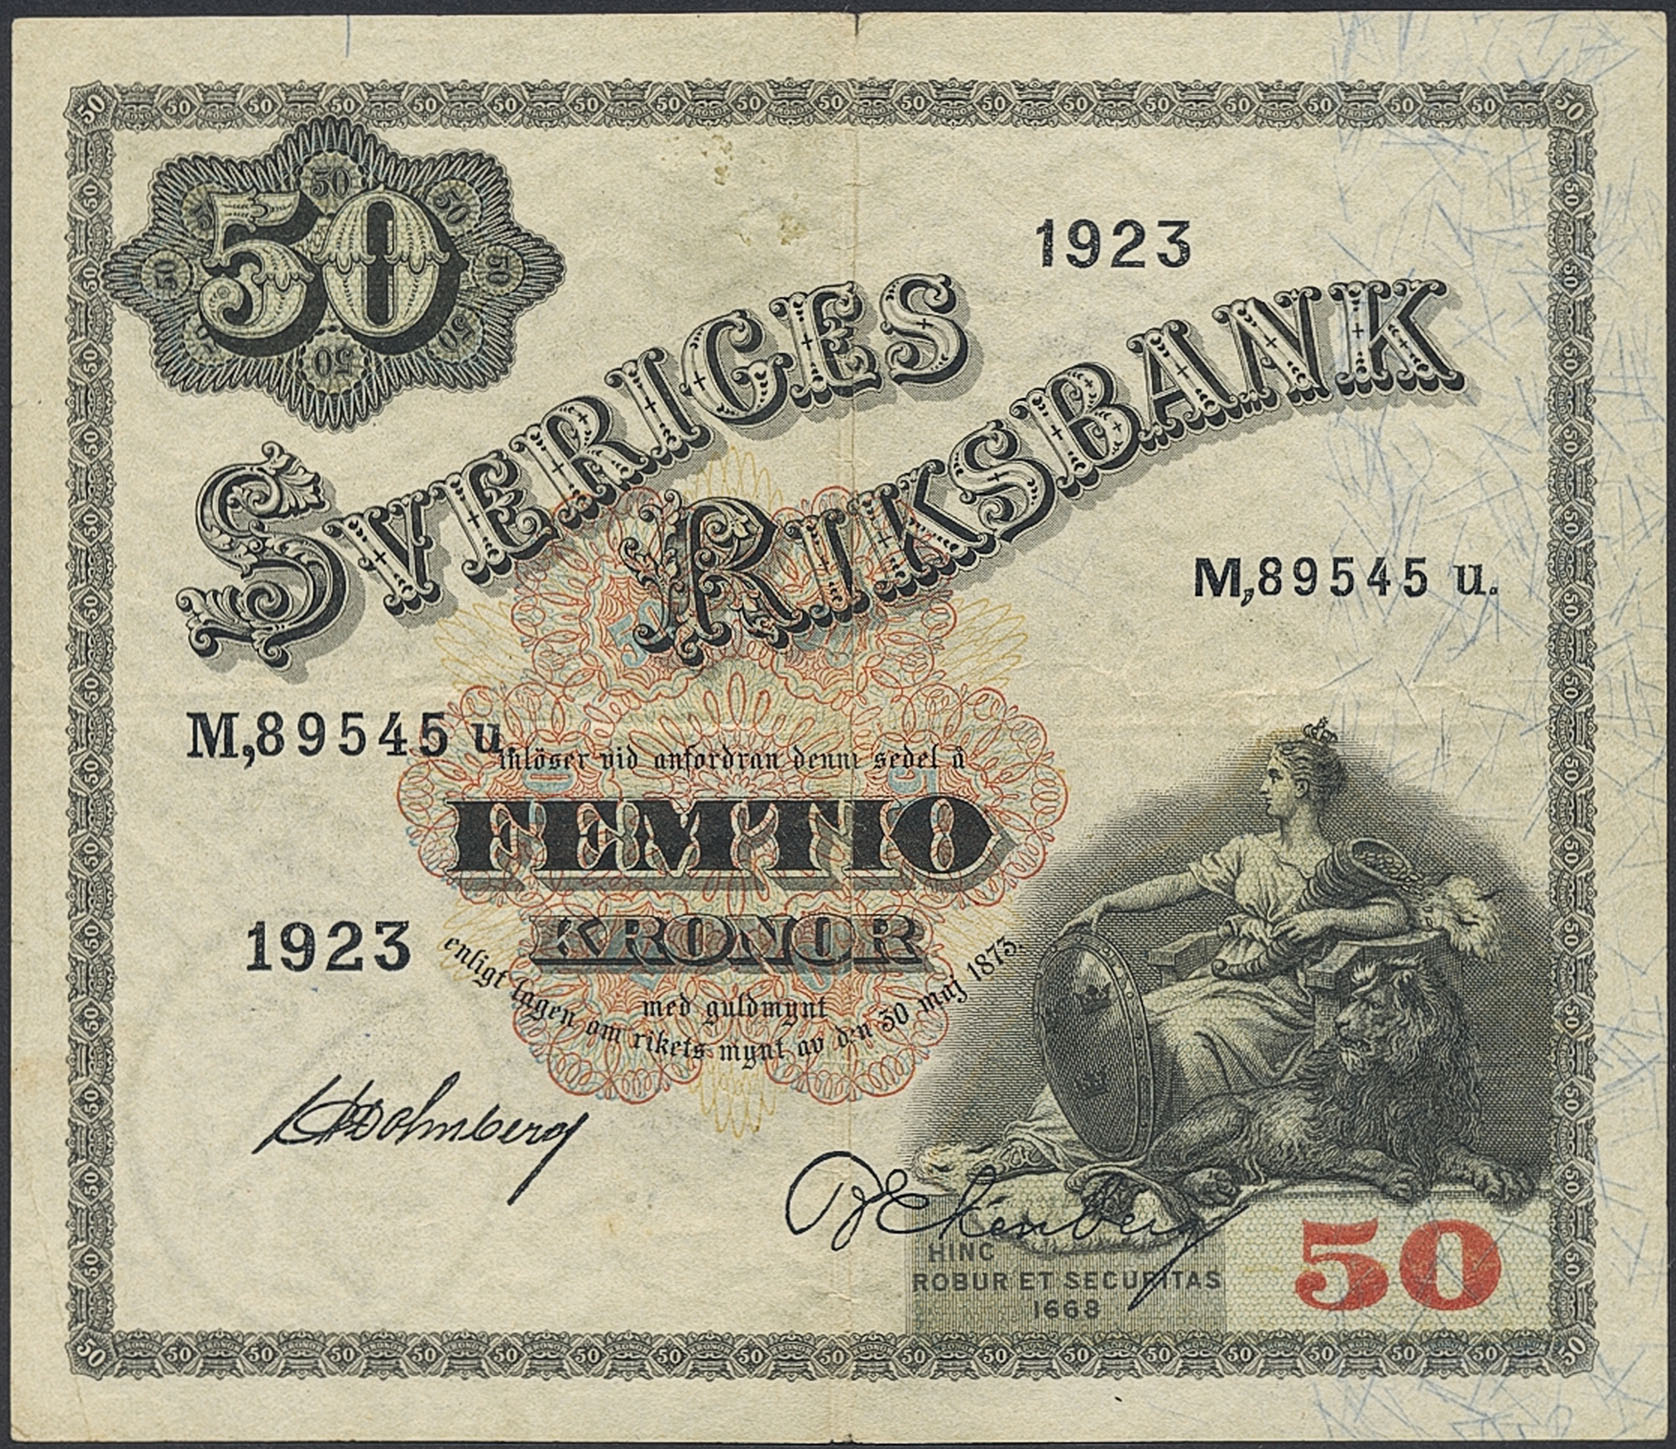 50
1923
SVERIGES
RIKSBANK
M,89545 u.
M,89545 u.
inlöser vid anfordran denna sedel å
FEMTIO
KRONOR
1923
med guldmynt
enligt lagen om rikets mynt av den 30 maj 1873.
HINC
ROBUR ET SECURITAS
1668
50